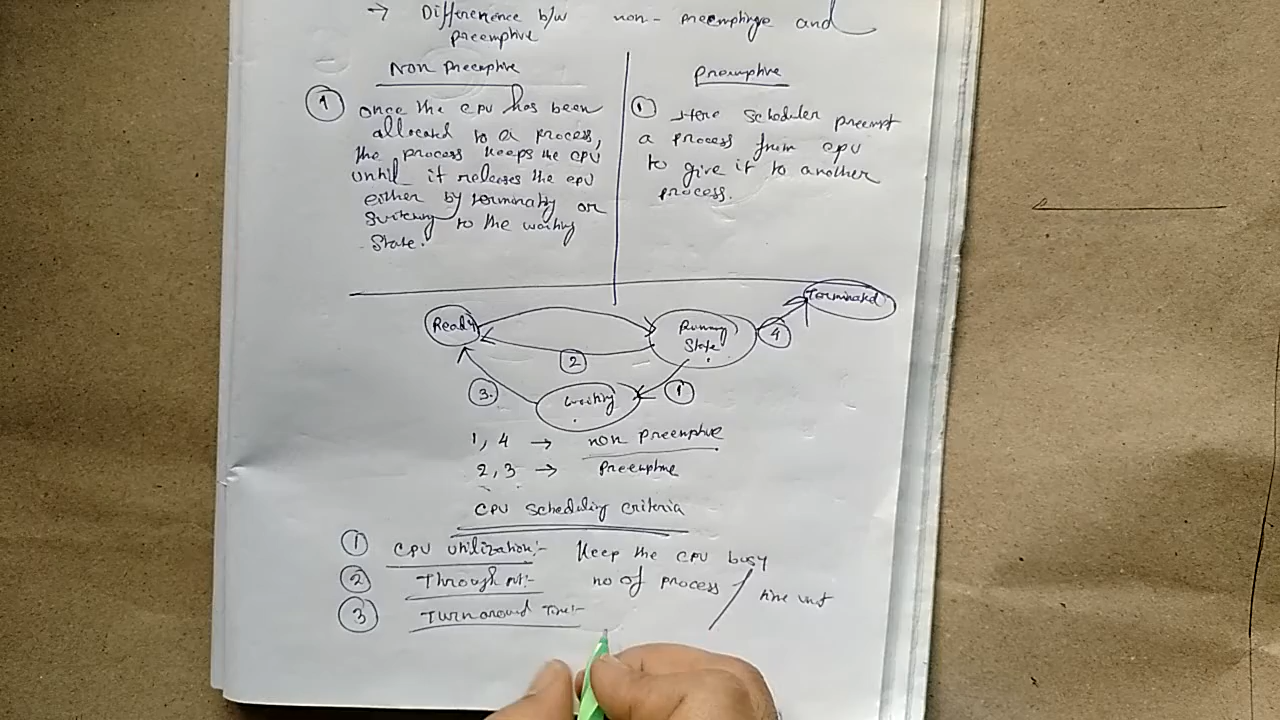 → Difference b/w non-preemptive and
preemptive
Non Preemptive
① Once the CPU has been
allocated to a process,
the process keeps the CPU
until it releases the CPU
either by terminating or
switching to the waiting
state.
Preemptive
① Here scheduler preempt
a process from CPU
to give it to another
process.
Terminated
Ready
Running
State
4
2
3.
Waiting
1
1, 4 → non preemptive
2, 3 → Preemptive
CPU scheduling criteria
① CPU utilization:- Keep the CPU busy
② Through put:- no of process / time unit
③ Turnaround Time:-